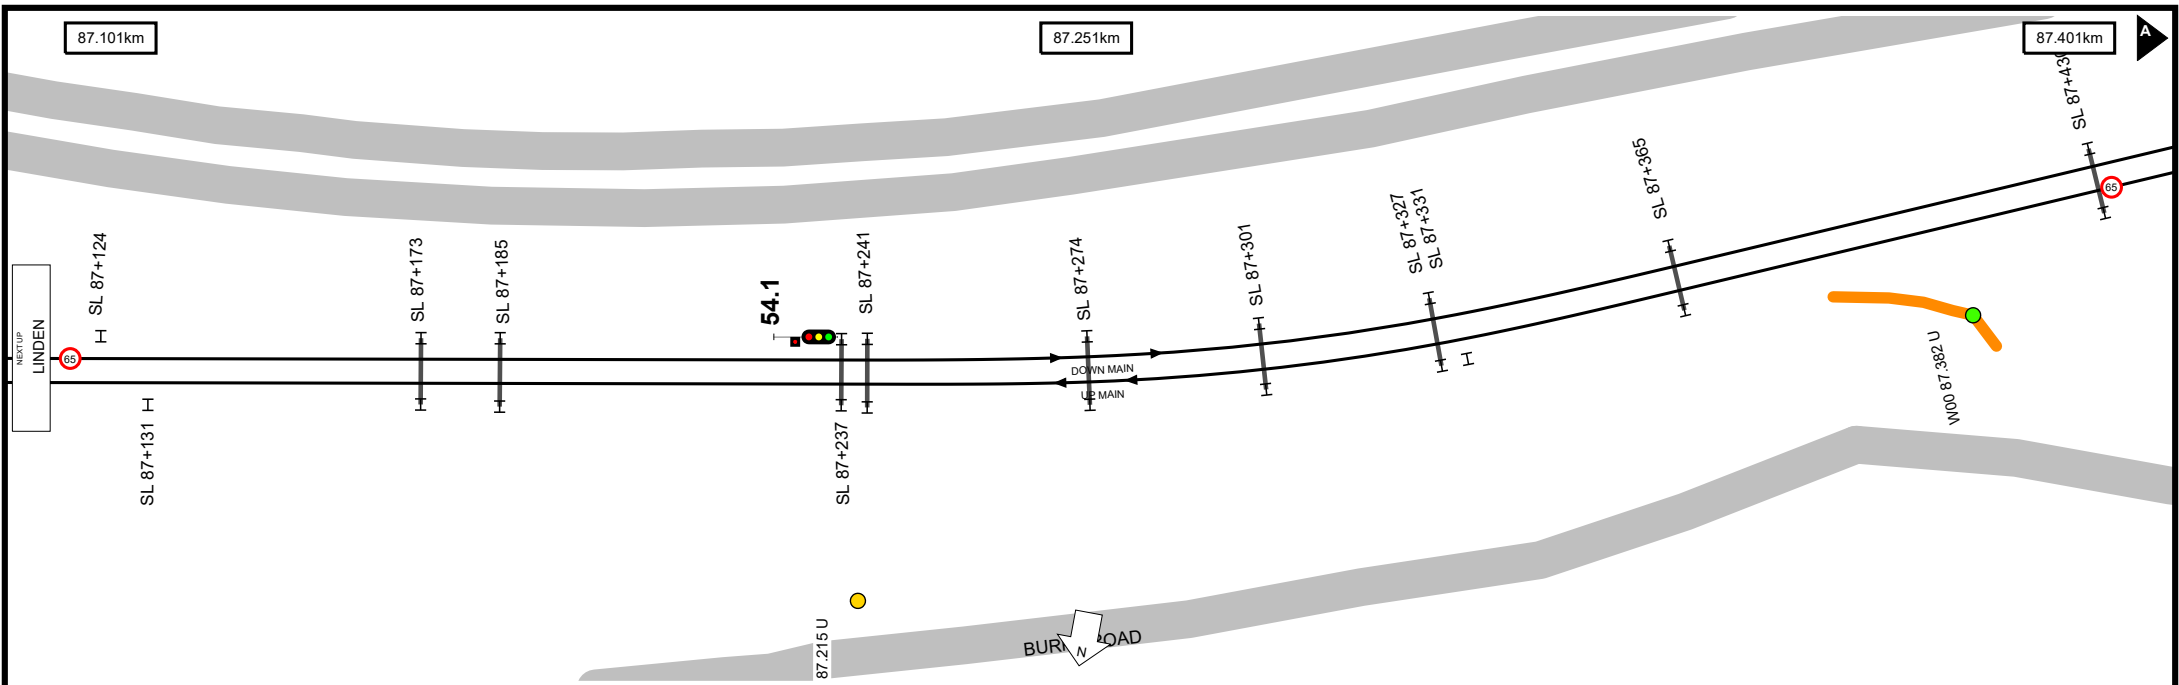 87.101km
87.251km
87.401km
A
SL 87+124
SL 87+173
SL 87+185
54.1
SL 87+241
SL 87+274
SL 87+301
SL 87+327
SL 87+331
SL 87+365
NEXT UP
LINDEN
65
65
DOWN MAIN
UP MAIN
SL 87+131
SL 87+237
W00 87.382 U
87.215 U
N